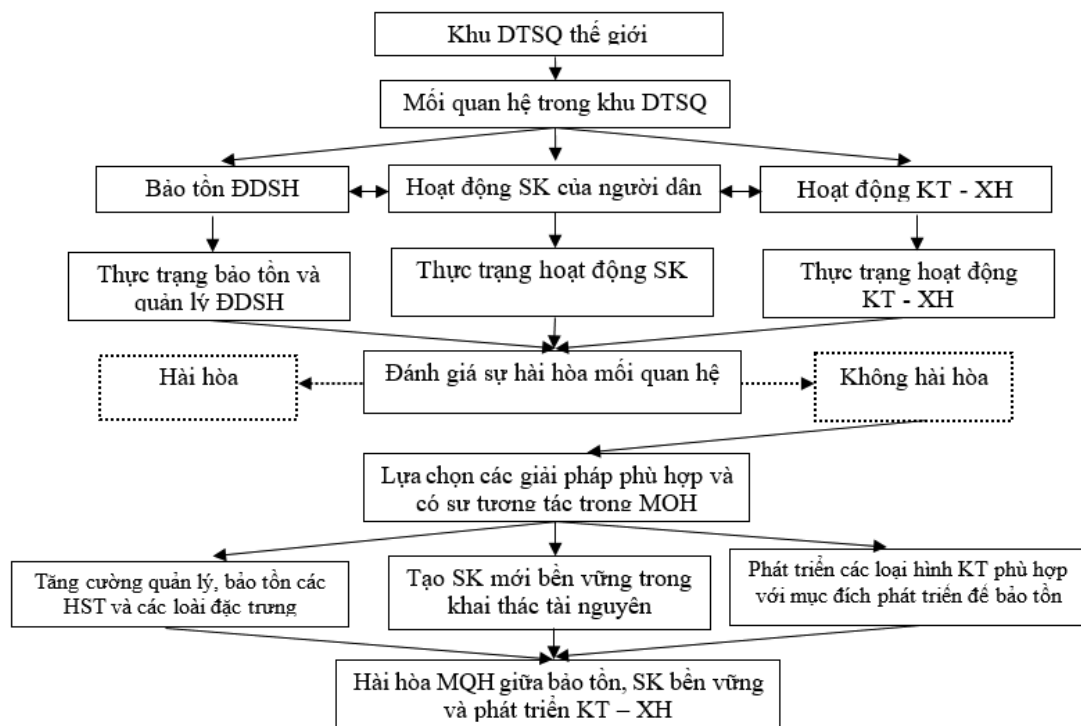 Khu DTSQ thế giới
Mối quan hệ trong khu DTSQ
Bảo tồn ĐDSH
Hoạt động SK của người dân
Hoạt động KT - XH
Thực trạng bảo tồn và
quản lý ĐDSH
Thực trạng hoạt động SK
Thực trạng hoạt động
KT - XH
Hài hòa
Đánh giá sự hài hòa mối quan hệ
Không hài hòa
Lựa chọn các giải pháp phù hợp và
có sự tương tác trong MQH
Tăng cường quản lý, bảo tồn các
HST và các loài đặc trưng
Tạo SK mới bền vững trong
khai thác tài nguyên
Phát triển các loại hình KT phù hợp
với mục đích phát triển để bảo tồn
Hài hòa MQH giữa bảo tồn, SK bền vững
và phát triển KT – XH